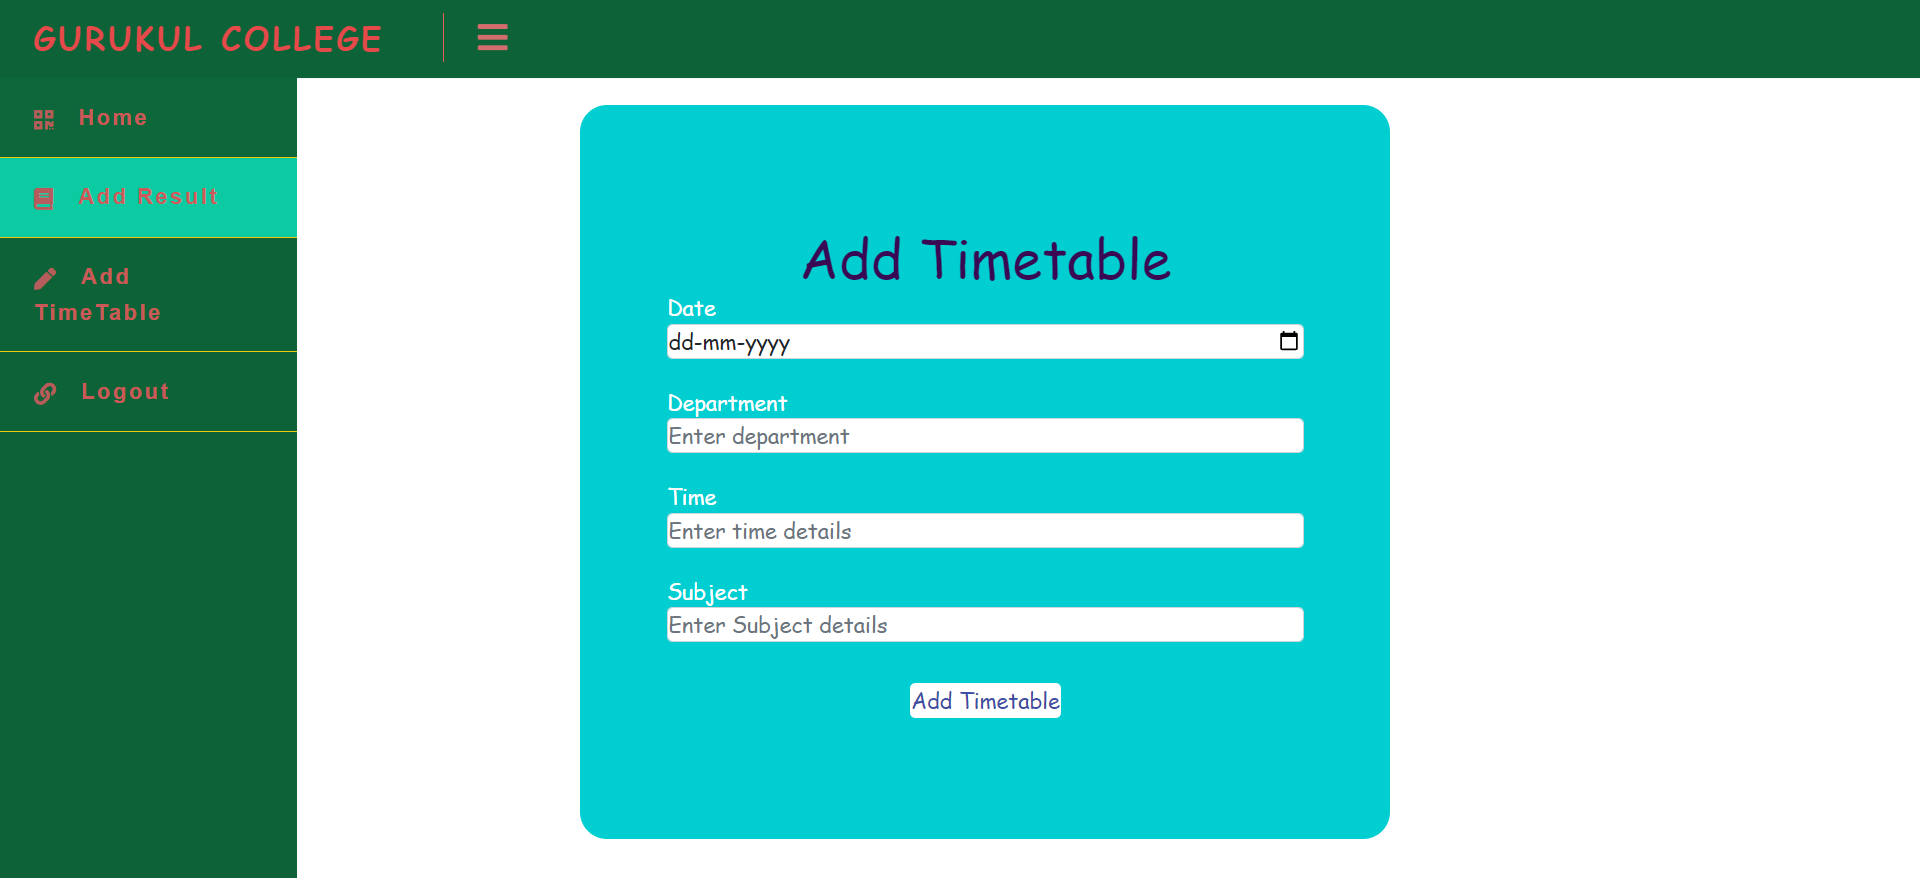 GURUKUL COLLEGE
Home
Add Result
Add
TimeTable
Logout
Add Timetable
Date
dd-mm-yyyy
Department
Enter department
Time
Enter time details
Subject
Enter Subject details
Add Timetable